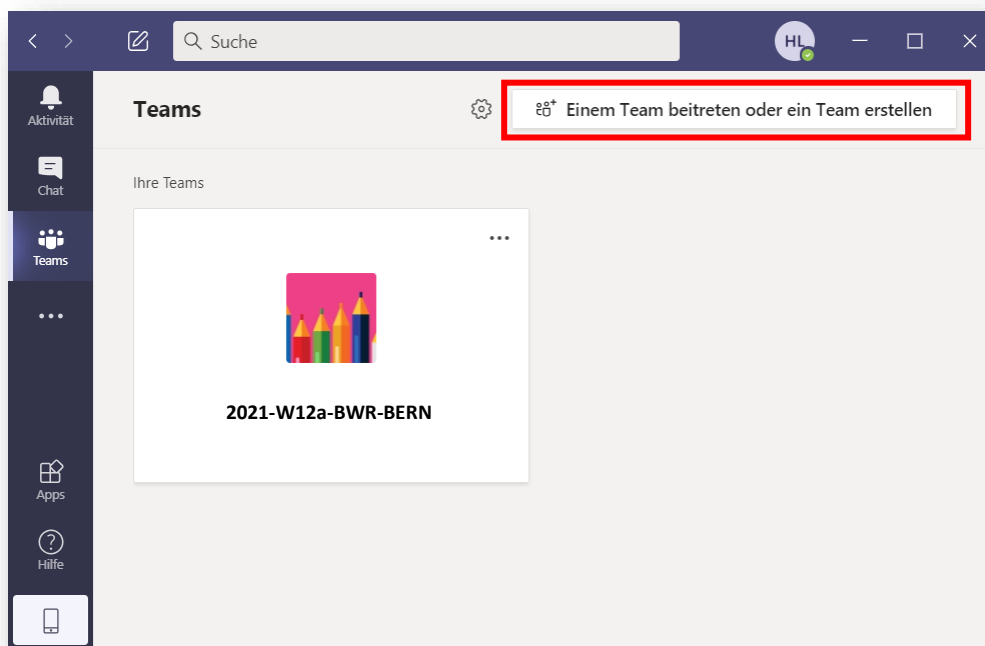 Suche
HL
Aktivität
Teams
Einem Team beitreten oder ein Team erstellen
Chat
Ihre Teams
Teams
2021-W12a-BWR-BERN
Apps
Hilfe